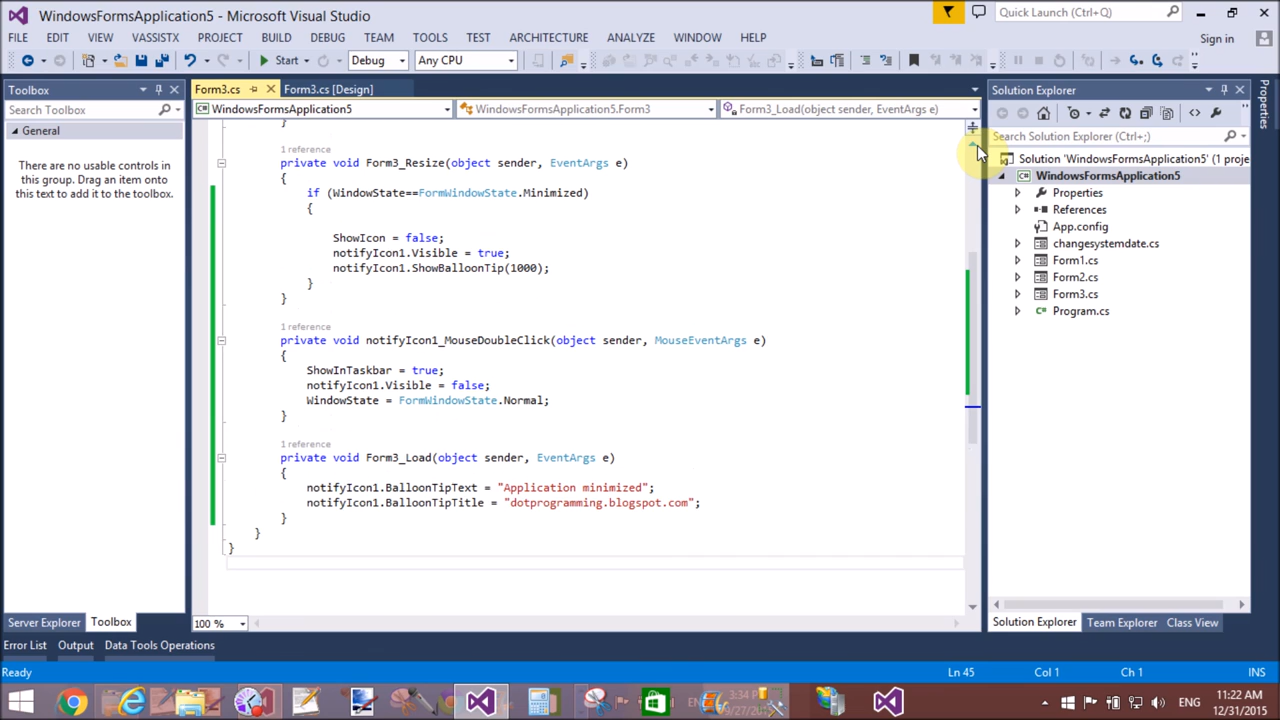 WindowsFormsApplication5 - Microsoft Visual Studio
Quick Launch (Ctrl+Q)
FILE EDIT VIEW VASSISTX PROJECT BUILD DEBUG TEAM TOOLS TEST ARCHITECTURE ANALYZE WINDOW HELP
Sign in
Start Debug Any CPU
Toolbox
Search Toolbox
General
There are no usable controls
in this group. Drag an item onto
this text to add it to the toolbox.
Server Explorer Toolbox
Form3.cs Form3.cs [Design]
WindowsFormsApplication5 WindowsFormsApplication5.Form3 Form3_Load(object sender, EventArgs e)
}
1 reference
private void Form3_Resize(object sender, EventArgs e)
{
if (WindowState==FormWindowState.Minimized)
{
ShowIcon = false;
notifyIcon1.Visible = true;
notifyIcon1.ShowBalloonTip(1000);
}
}
1 reference
private void notifyIcon1_MouseDoubleClick(object sender, MouseEventArgs e)
{
ShowInTaskbar = true;
notifyIcon1.Visible = false;
WindowState = FormWindowState.Normal;
}
1 reference
private void Form3_Load(object sender, EventArgs e)
{
notifyIcon1.BalloonTipText = "Application minimized";
notifyIcon1.BalloonTipTitle = "dotprogramming.blogspot.com";
}
}
}
100 %
Solution Explorer
Search Solution Explorer (Ctrl+;)
Solution 'WindowsFormsApplication5' (1 proje
WindowsFormsApplication5
Properties
References
App.config
changesystemdate.cs
Form1.cs
Form2.cs
Form3.cs
Program.cs
Solution Explorer Team Explorer Class View
Properties
Error List Output Data Tools Operations
Ready Ln 45 Col 1 Ch 1 INS
3:34 PM
ENG
11:22 AM
12/31/2015